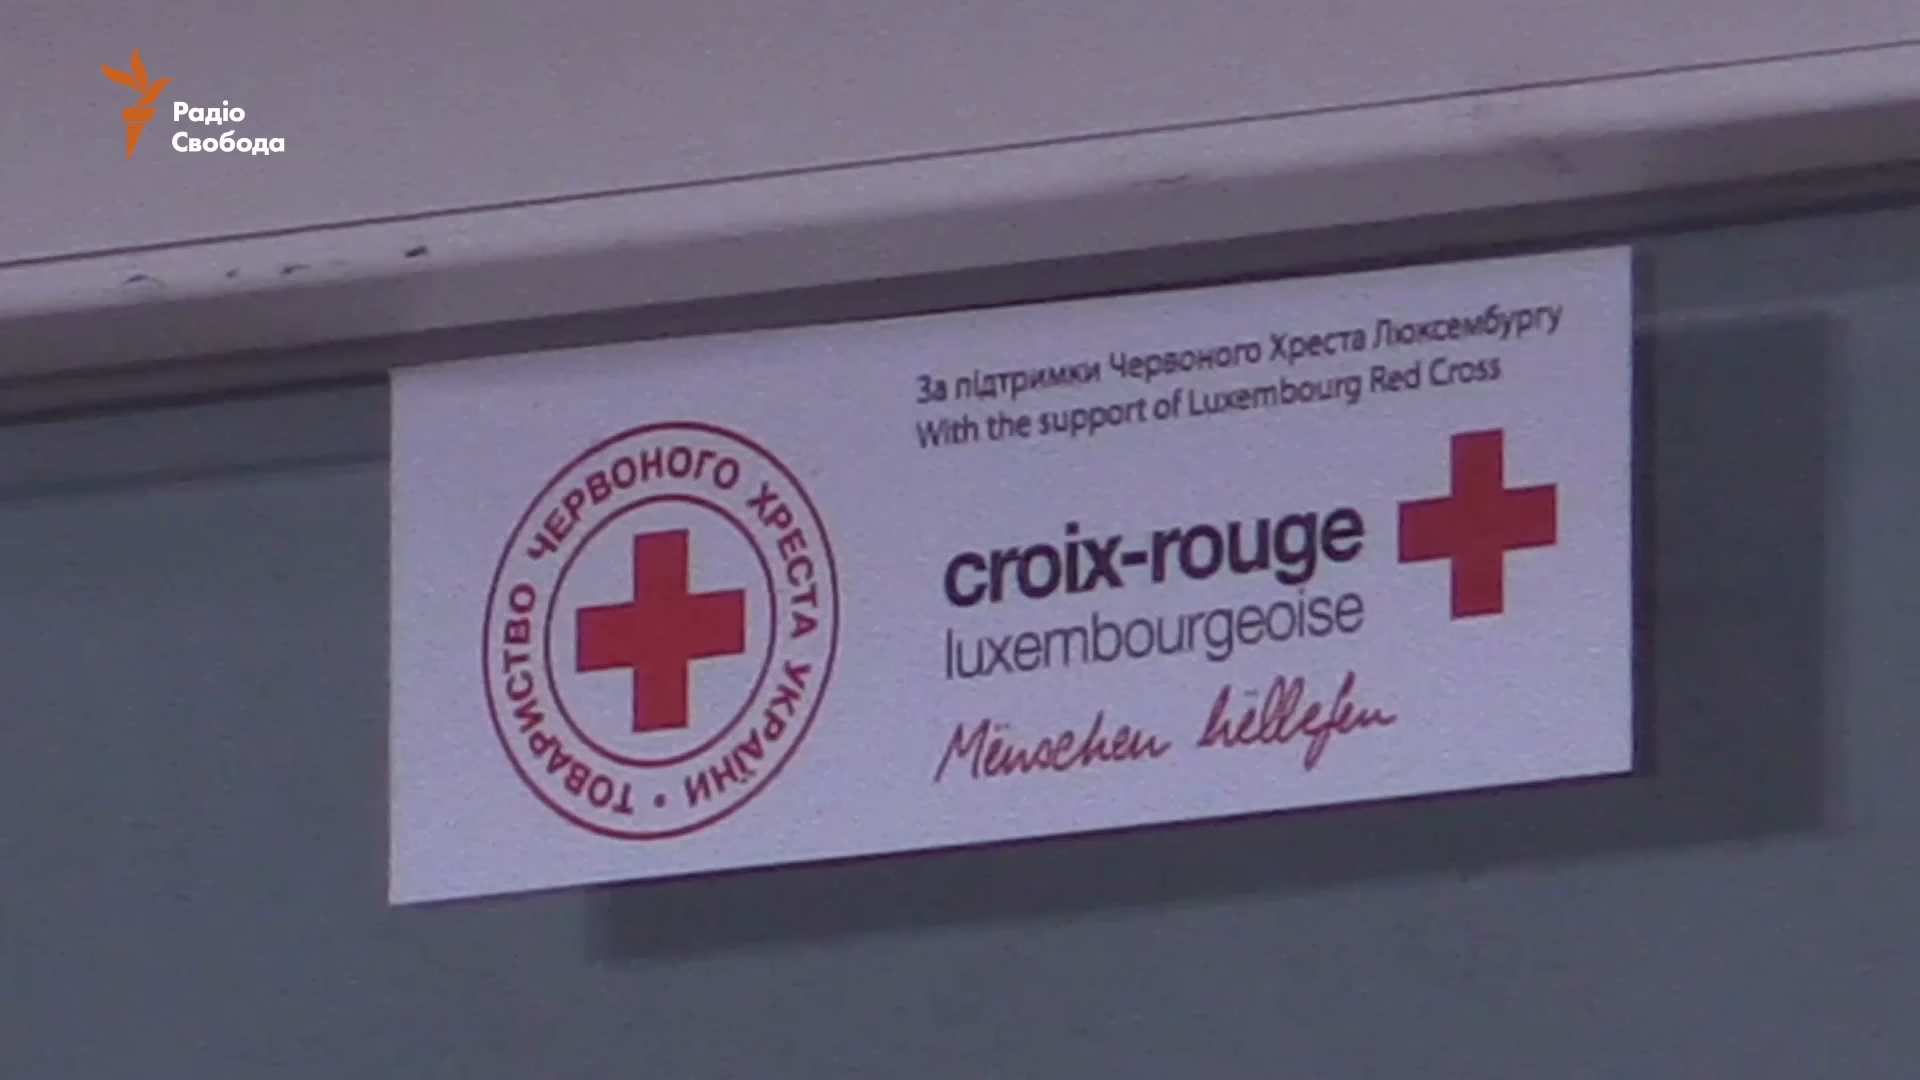 Радіо
Свобода
За підтримки Червоного Хреста Люксембургу
With the support of Luxembourg Red Cross
ТОВАРИСТВО ЧЕРВОНОГО ХРЕСТА УКРАЇНИ •
croix-rouge
luxembourgeoise
Mënschen hëllefen